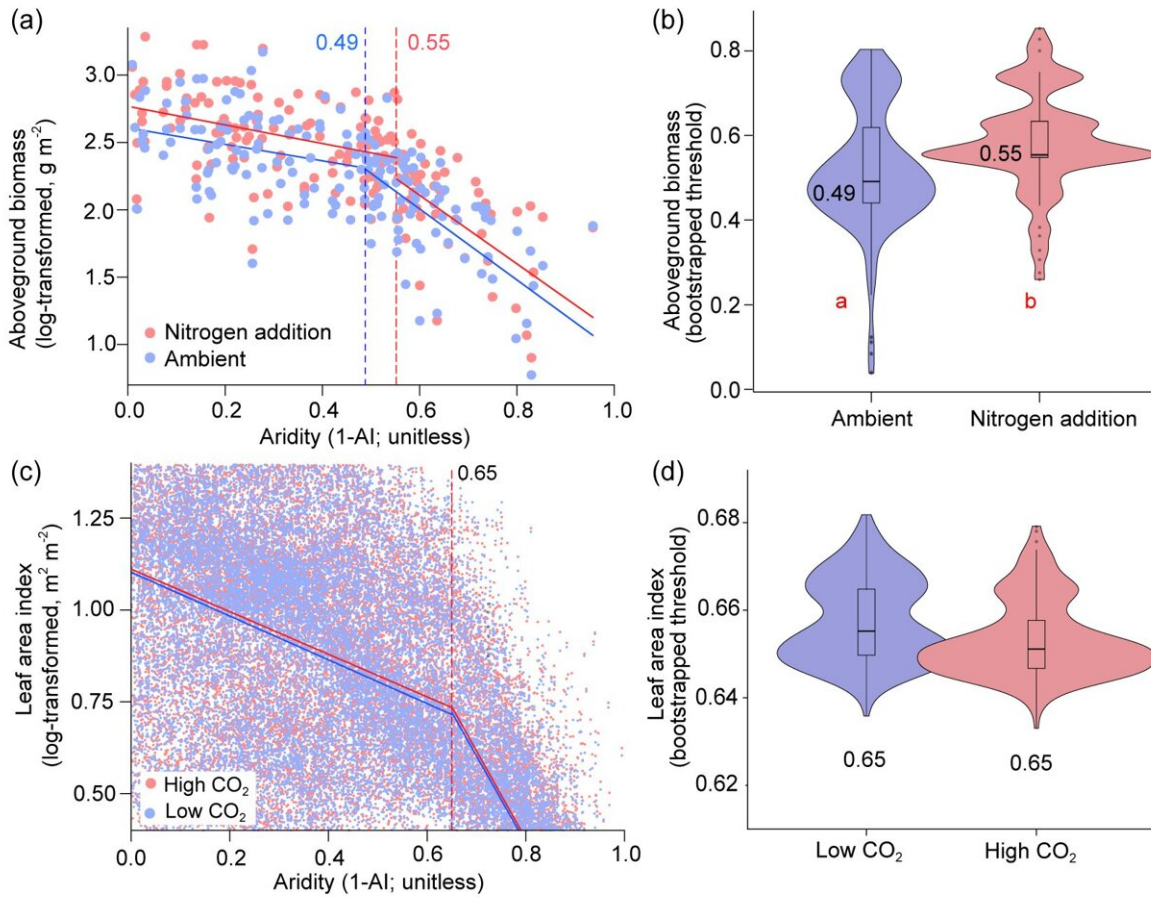 (a)
0.49
0.55
3.0
2.5
2.0
1.5
1.0
Aboveground biomass
(log-transformed, g m⁻²)
Nitrogen addition
Ambient
0.0 0.2 0.4 0.6 0.8 1.0
Aridity (1-AI; unitless)
(b)
0.8
0.6
0.4
0.2
0.0
Aboveground biomass
(bootstrapped threshold)
0.49
0.55
a
b
Ambient
Nitrogen addition
(c)
0.65
1.25
1.00
0.75
0.50
Leaf area index
(log-transformed, m² m⁻²)
High CO₂
Low CO₂
0.0 0.2 0.4 0.6 0.8 1.0
Aridity (1-AI; unitless)
(d)
0.68
0.66
0.64
0.62
Leaf area index
(bootstrapped threshold)
0.65
0.65
Low CO₂
High CO₂